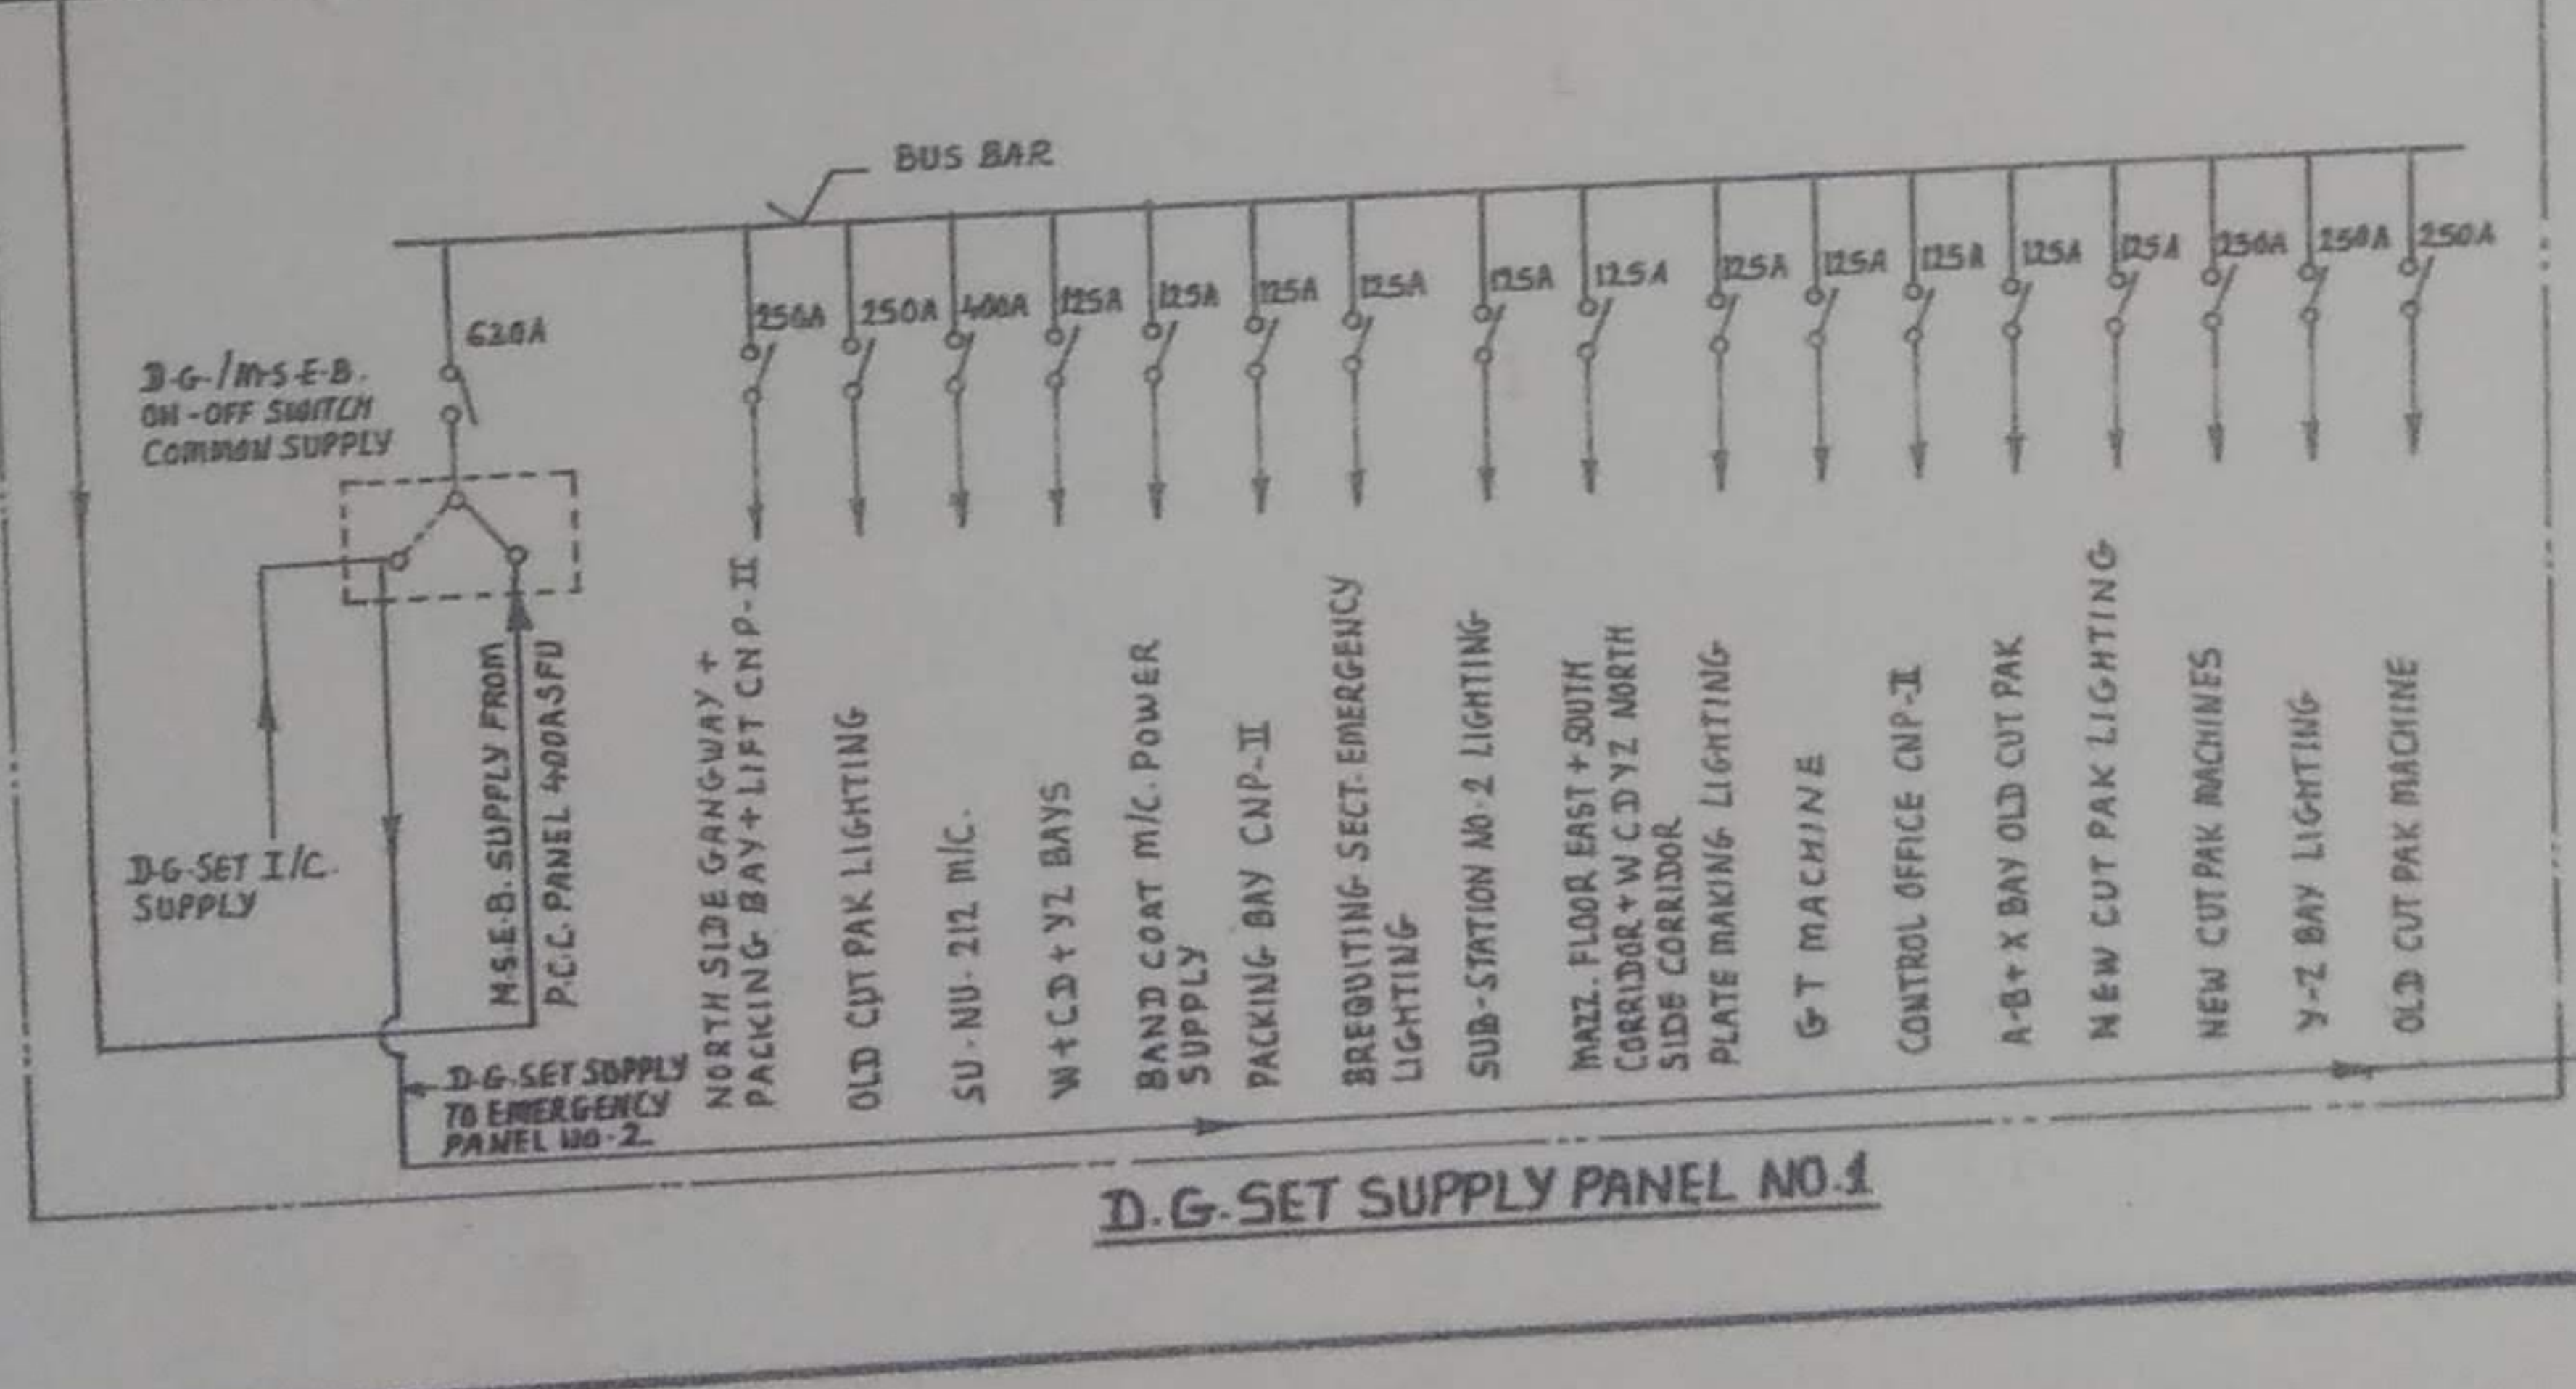 BUS BAR
630A
250A
250A
400A
125A
125A
125A
125A
125A
125A
125A
125A
125A
125A
125A
250A
250A
250A
D.G./M.S.E.B.
ON-OFF SWITCH
COMMON SUPPLY
D.G.SET I/C.
SUPPLY
M.S.E.B. SUPPLY FROM
P.C.C. PANEL 400ASFU
D.G.SET SUPPLY
TO EMERGENCY
PANEL NO.2
NORTH SIDE GANGWAY +
PACKING BAY + LIFT CNP-II
OLD CUT PAK LIGHTING
SU-NU-212 M/C.
W+CD+YZ BAYS
BAND COAT M/C. POWER
SUPPLY
PACKING BAY CNP-II
BREQUITING SECT. EMERGENCY
LIGHTING
SUB-STATION NO.2 LIGHTING
MAZZ. FLOOR EAST + SOUTH
CORRIDOR + W C D Y Z NORTH
SIDE CORRIDOR
PLATE MAKING LIGHTING
G T MACHINE
CONTROL OFFICE CNP-II
A-B+X BAY OLD CUT PAK
NEW CUT PAK LIGHTING
NEW CUT PAK MACHINES
Y-Z BAY LIGHTING
OLD CUT PAK MACHINE
D.G.SET SUPPLY PANEL NO.1